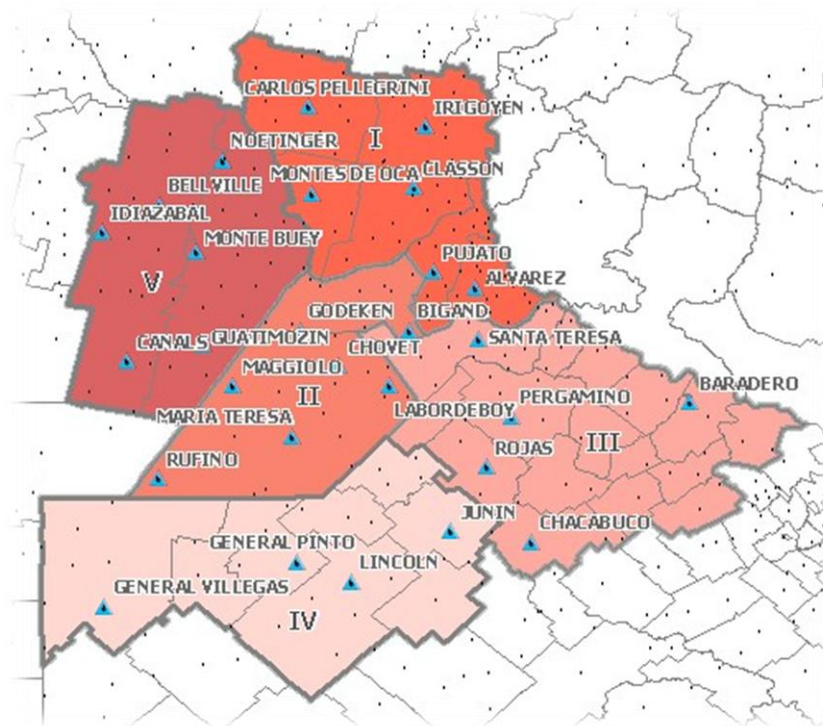 CARLOS PELLEGRINI
IRIGOYEN
I
NOETINGER
CLASSON
BELLVILLE
MONTES DE OCA
IDIAZABAL
MONTE BUEY
PUJATO
V
ALVAREZ
GODEKEN
BIGAND
CANALS
GUATIMOZIN
CHOVET
SANTA TERESA
MAGGIOLO
BARADERO
II
PERGAMINO
LABORDEBOY
MARIA TERESA
III
ROJAS
RUFINO
JUNIN
CHACABUCO
GENERAL PINTO
LINCOLN
GENERAL VILLEGAS
IV